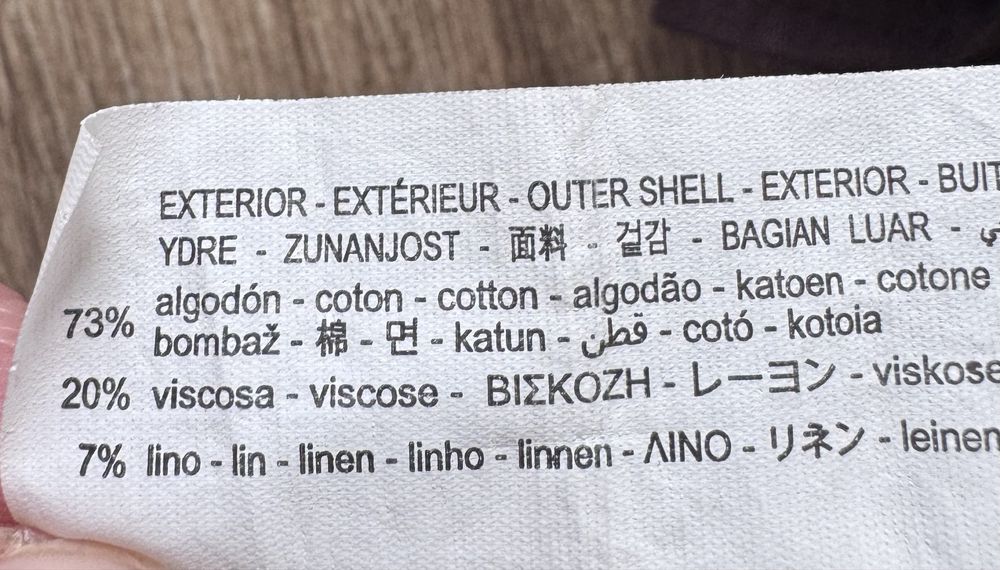 EXTERIOR - EXTÉRIEUR - OUTER SHELL - EXTERIOR - BUIT
YDRE - ZUNANJOST - 面料 - 겉감 - BAGIAN LUAR -
73% algodón - coton - cotton - algodão - katoen - cotone
bombaž - 棉 - 면 - katun - قطن - cotó - kotoia
20% viscosa - viscose - ΒΙΣΚΟΖΗ - レーヨン - viskose
7% lino - lin - linen - linho - linnen - ΛΙΝΟ - リネン - leinen